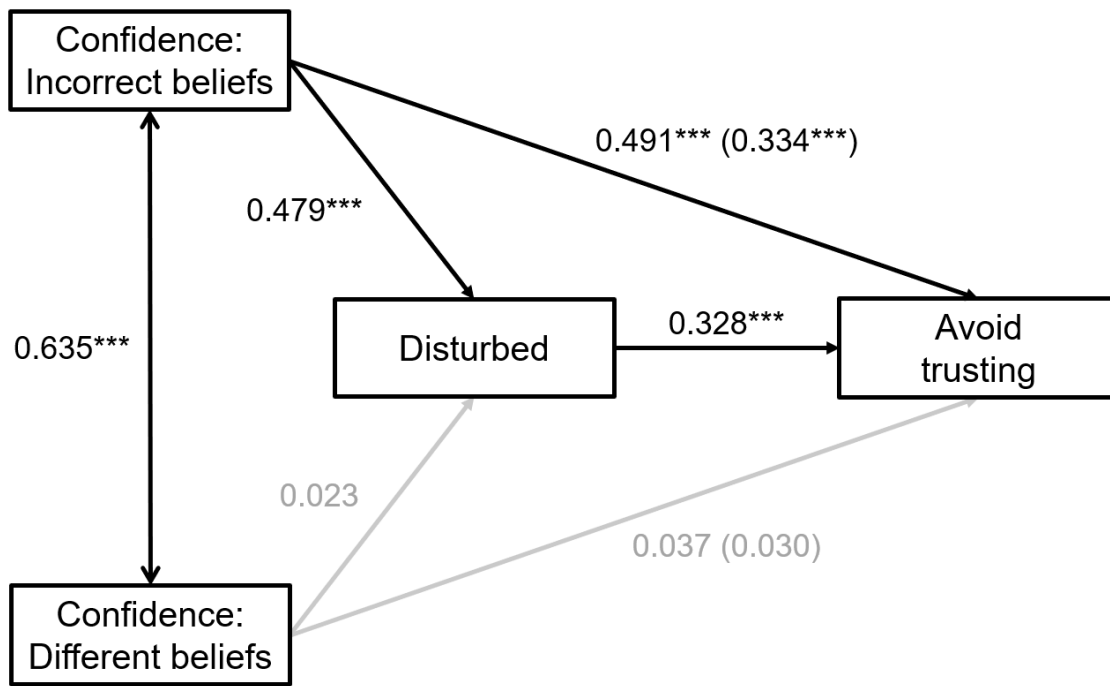 Confidence:
Incorrect beliefs
0.491*** (0.334***)
0.479***
0.635***
Disturbed
0.328***
Avoid
trusting
0.023
0.037 (0.030)
Confidence:
Different beliefs